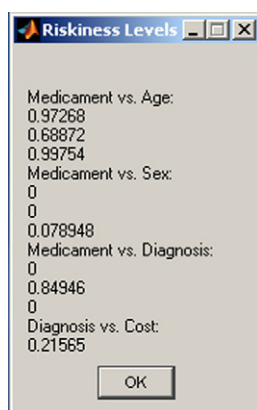 Riskiness Levels
Medicament vs. Age:
0.97268
0.68872
0.99754
Medicament vs. Sex:
0
0
0.078948
Medicament vs. Diagnosis:
0
0.84946
0
Diagnosis vs. Cost:
0.21565
OK